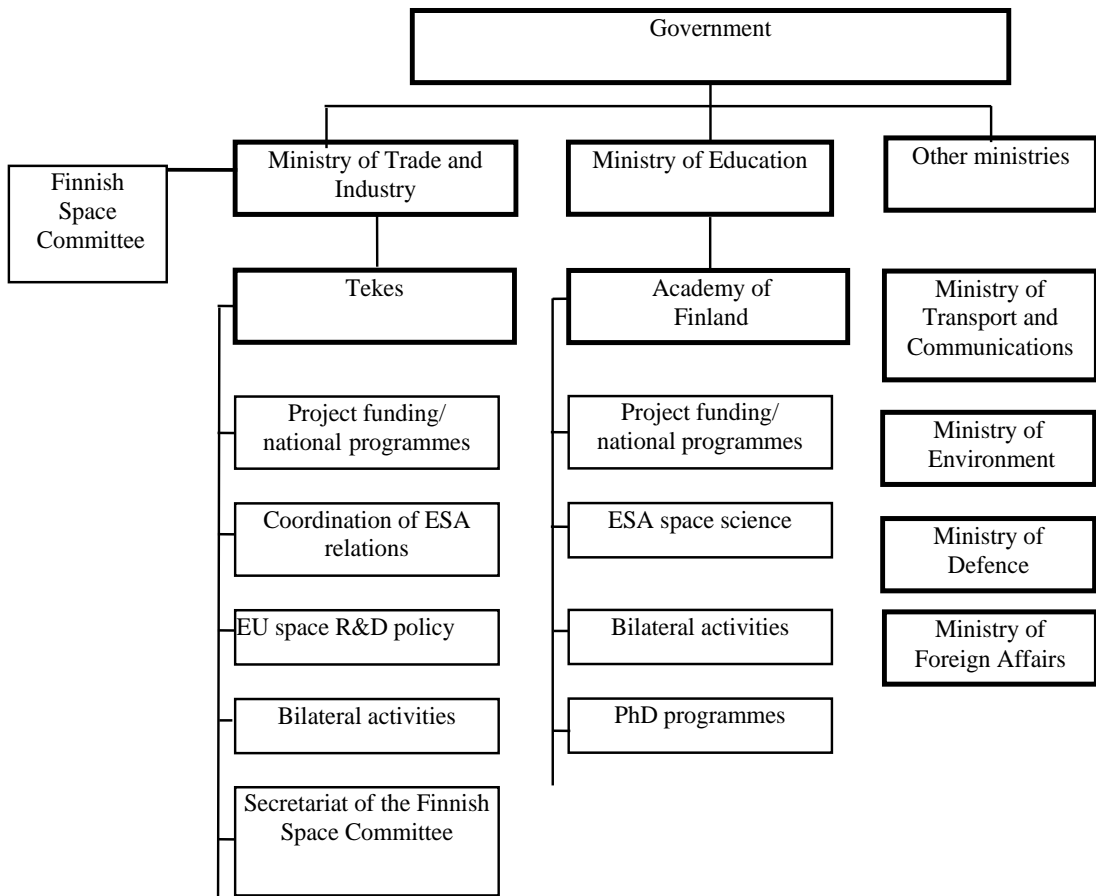 Government
Ministry of Trade and
Industry
Ministry of Education
Other ministries
Finnish
Space
Committee
Tekes
Academy of
Finland
Ministry of
Transport and
Communications
Project funding/
national programmes
Project funding/
national programmes
Ministry of
Environment
Coordination of ESA
relations
ESA space science
Ministry of
Defence
EU space R&D policy
Bilateral activities
Ministry of
Foreign Affairs
Bilateral activities
PhD programmes
Secretariat of the Finnish
Space Committee